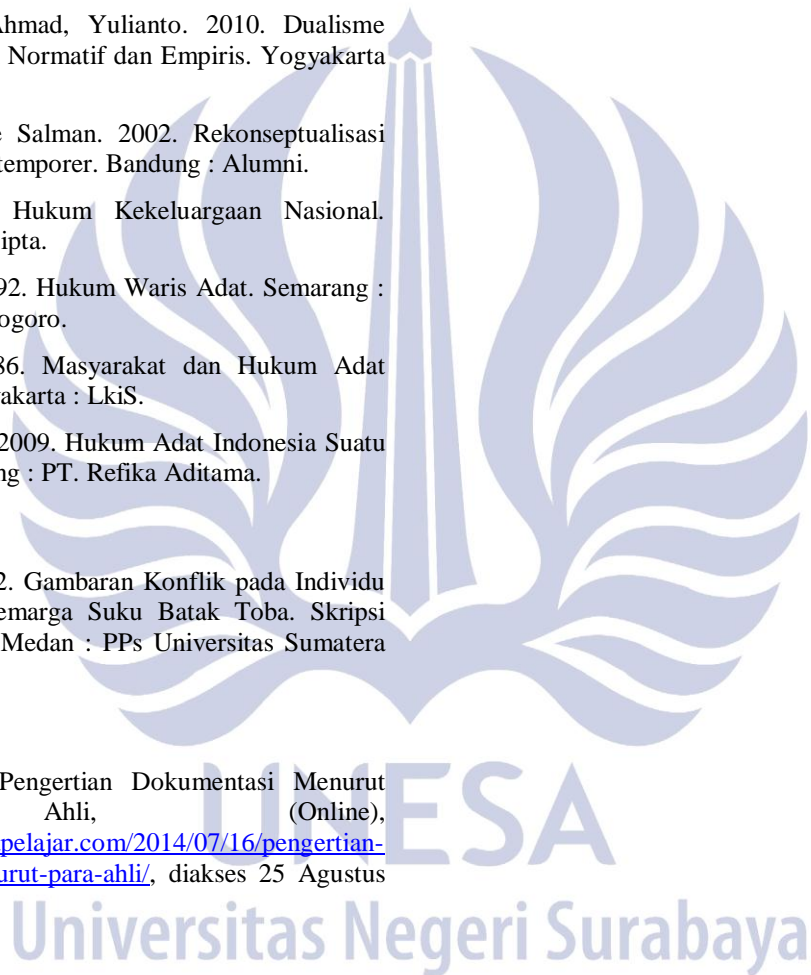 Ahmad, Yulianto. 2010. Dualisme
Normatif dan Empiris. Yogyakarta
Salman. 2002. Rekonseptualisasi
temporer. Bandung : Alumni.
Hukum Kekeluargaan Nasional.
ipta.
92. Hukum Waris Adat. Semarang :
ogoro.
86. Masyarakat dan Hukum Adat
yakarta : LkiS.
2009. Hukum Adat Indonesia Suatu
ng : PT. Refika Aditama.
2. Gambaran Konflik pada Individu
emarga Suku Batak Toba. Skripsi
Medan : PPs Universitas Sumatera
Pengertian Dokumentasi Menurut
Ahli, (Online),
pelajar.com/2014/07/16/pengertian-
urut-para-ahli/, diakses 25 Agustus
UNESA
Universitas Negeri Surabaya